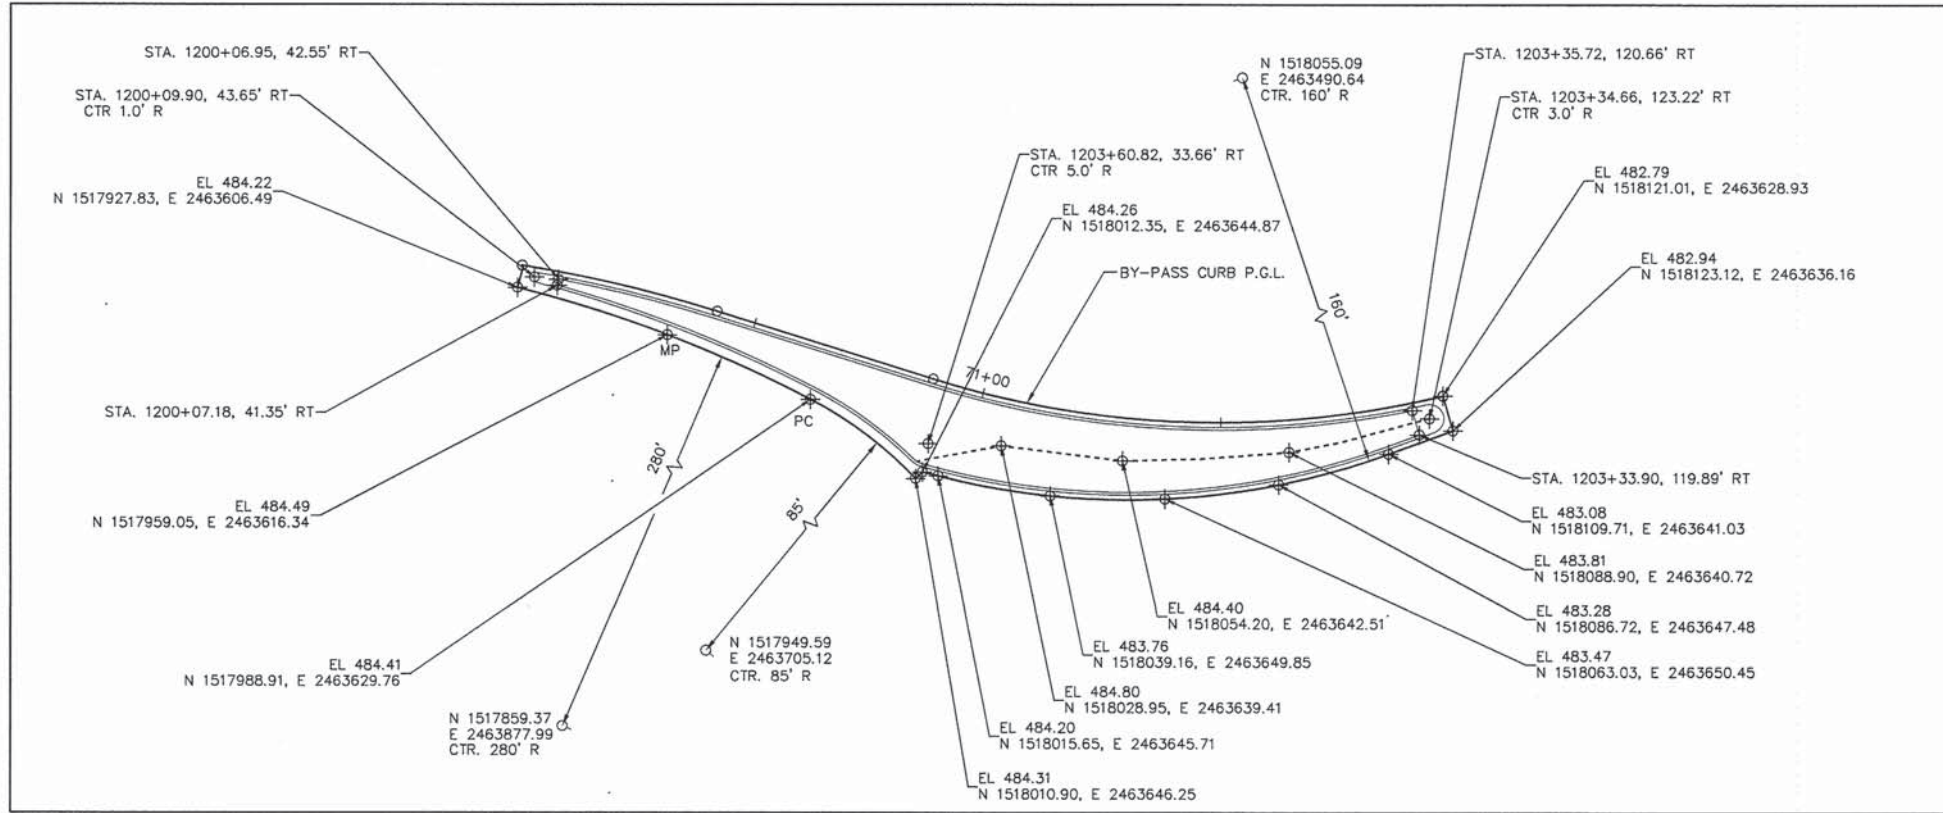 STA. 1200+06.95, 42.55' RT
STA. 1200+09.90, 43.65' RT
CTR 1.0' R
EL 484.22
N 1517927.83, E 2463606.49
STA. 1200+07.18, 41.35' RT
EL 484.49
N 1517959.05, E 2463616.34
EL 484.41
N 1517988.91, E 2463629.76
N 1517859.37
E 2463877.99
CTR. 280' R
MP
PC
280'
85'
N 1517949.59
E 2463705.12
CTR. 85' R
N 1518055.09
E 2463490.64
CTR. 160' R
STA. 1203+60.82, 33.66' RT
CTR 5.0' R
EL 484.26
N 1518012.35, E 2463644.87
BY-PASS CURB P.G.L.
71+00
160'
STA. 1203+35.72, 120.66' RT
STA. 1203+34.66, 123.22' RT
CTR 3.0' R
EL 482.79
N 1518121.01, E 2463628.93
EL 482.94
N 1518123.12, E 2463636.16
STA. 1203+33.90, 119.89' RT
EL 483.08
N 1518109.71, E 2463641.03
EL 483.81
N 1518088.90, E 2463640.72
EL 483.28
N 1518086.72, E 2463647.48
EL 483.47
N 1518063.03, E 2463650.45
EL 484.40
N 1518054.20, E 2463642.51
EL 483.76
N 1518039.16, E 2463649.85
EL 484.80
N 1518028.95, E 2463639.41
EL 484.20
N 1518015.65, E 2463645.71
EL 484.31
N 1518010.90, E 2463646.25